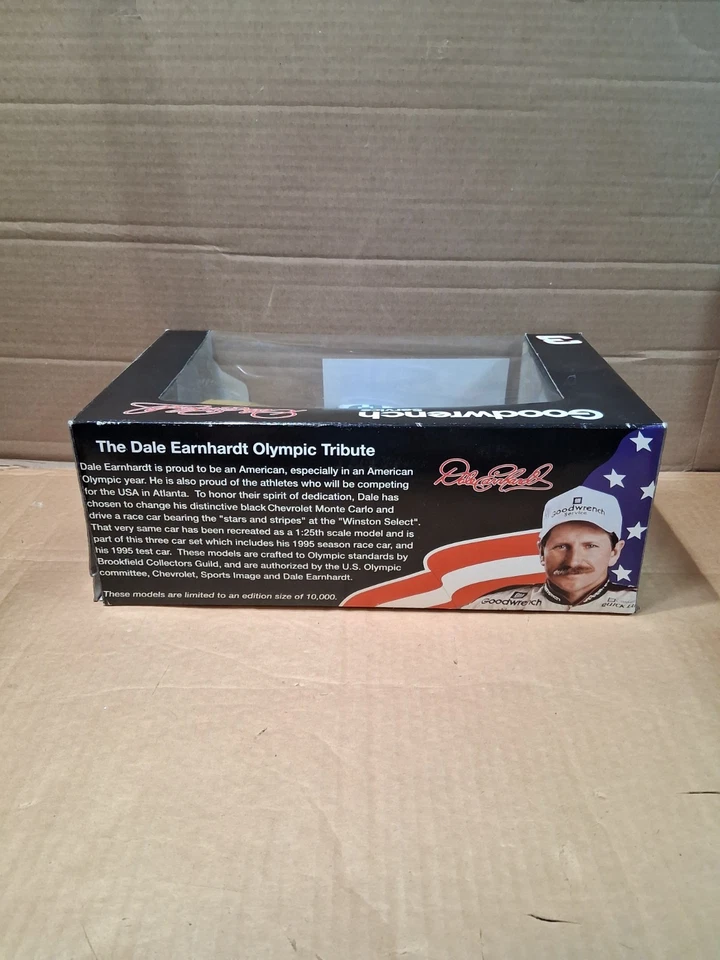 3
Dale Earnhardt
Goodwrench
service
The Dale Earnhardt Olympic Tribute
Dale Earnhardt is proud to be an American, especially in an American
Olympic year. He is also proud of the athletes who will be competing
for the USA in Atlanta. To honor their spirit of dedication, Dale has
chosen to change his distinctive black Chevrolet Monte Carlo and
drive a race car bearing the "stars and stripes" at the "Winston Select".
That very same car has been recreated as a 1:25th scale model and is
part of this three car set which includes his 1995 season race car, and
his 1995 test car. These models are crafted to Olympic standards by
Brookfield Collectors Guild, and are authorized by the U.S. Olympic
committee, Chevrolet, Sports Image and Dale Earnhardt.
These models are limited to an edition size of 10,000.
Dale Earnhardt
Goodwrench
Service
Goodwrench